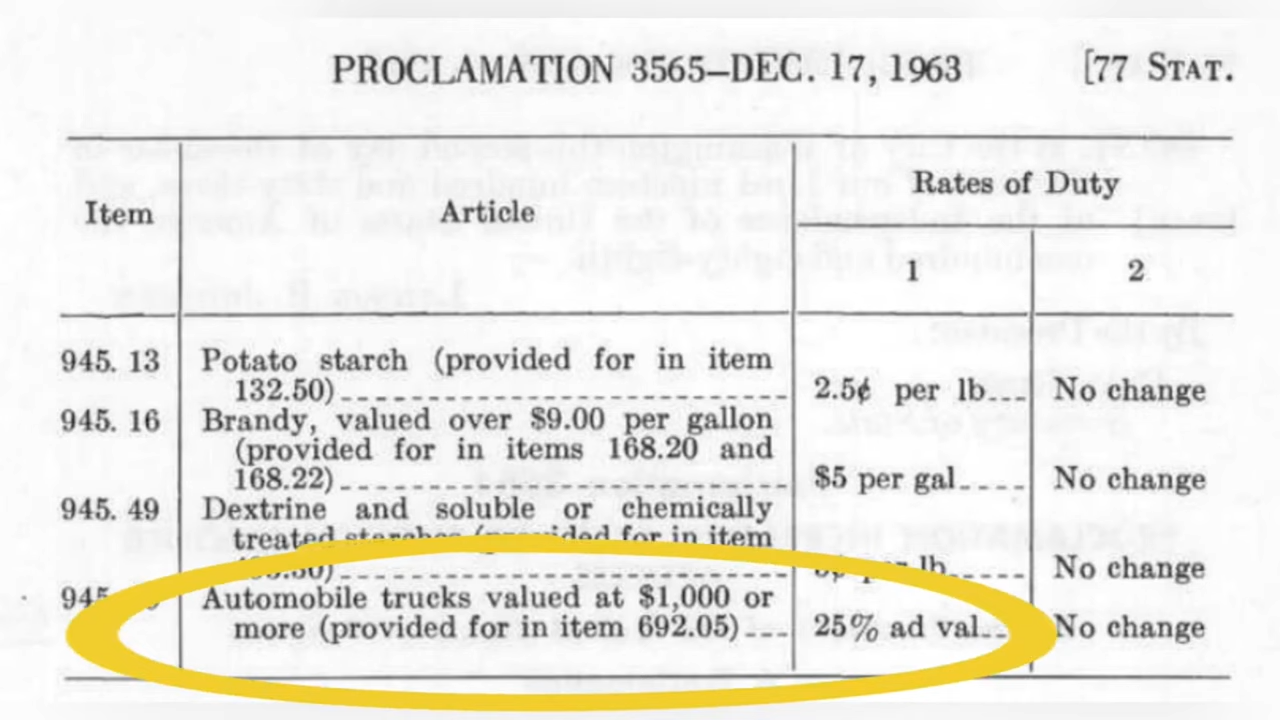 PROCLAMATION 3565–DEC. 17, 1963 [77 STAT.
Item Article Rates of Duty
1 2
945. 13 Potato starch (provided for in item
132.50) 2.5¢ per lb No change
945. 16 Brandy, valued over $9.00 per gallon
(provided for in items 168.20 and
168.22) $5 per gal No change
945. 49 Dextrine and soluble or chemically
treated starches (provided for in item
per lb No change
Automobile trucks valued at $1,000 or
more (provided for in item 692.05) 25% ad val No change